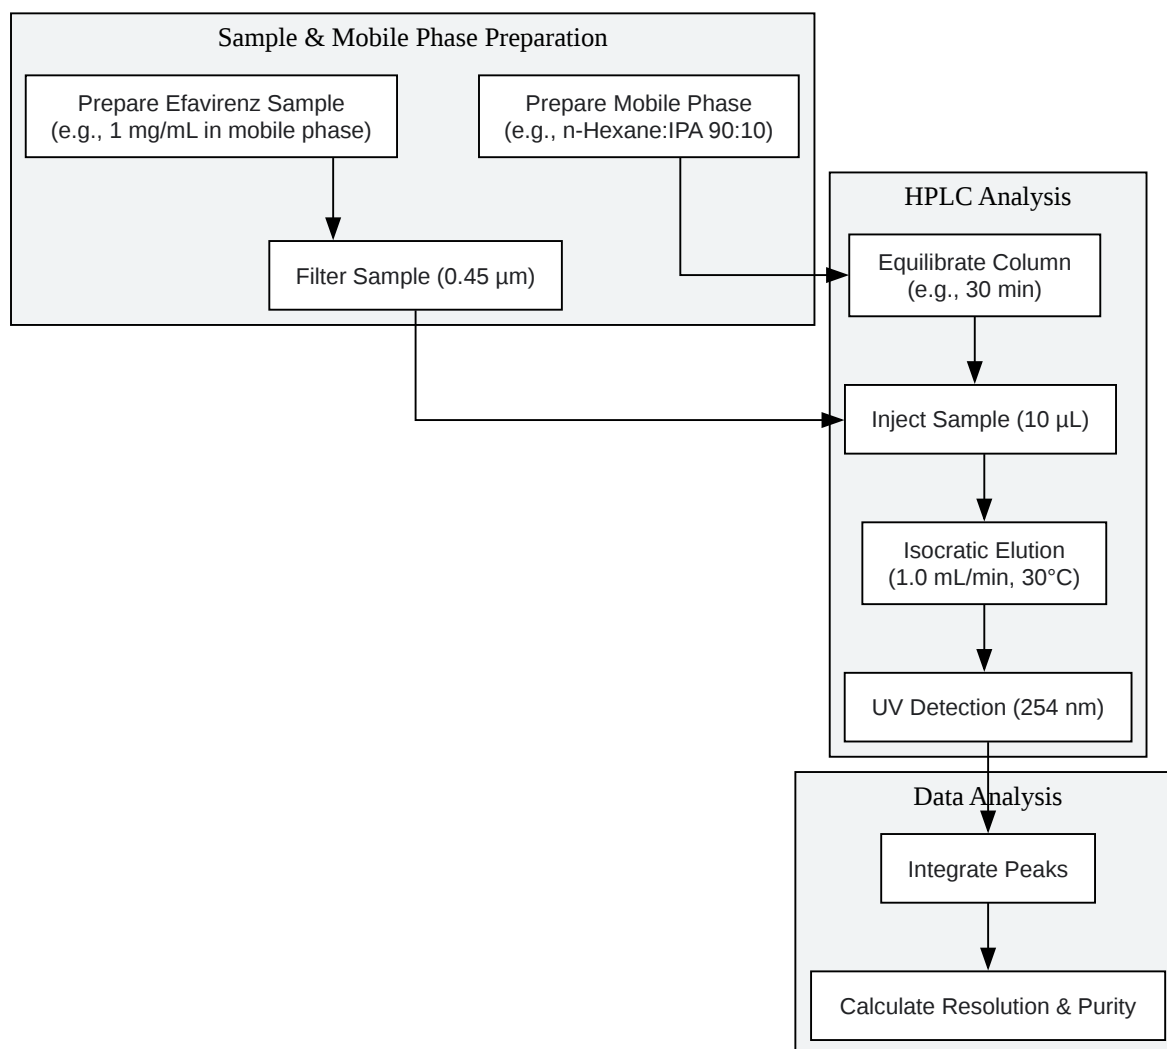 Sample & Mobile Phase Preparation
Prepare Efavirenz Sample
(e.g., 1 mg/mL in mobile phase)
Prepare Mobile Phase
(e.g., n-Hexane:IPA 90:10)
Filter Sample (0.45 µm)
HPLC Analysis
Equilibrate Column
(e.g., 30 min)
Inject Sample (10 µL)
Isocratic Elution
(1.0 mL/min, 30°C)
UV Detection (254 nm)
Data Analysis
Integrate Peaks
Calculate Resolution & Purity